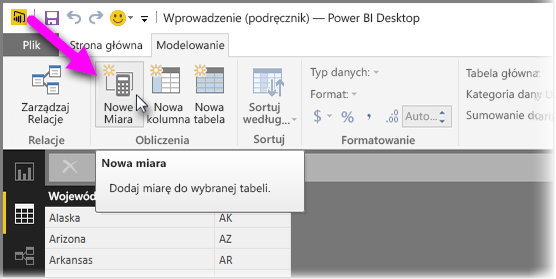 Wprowadzenie (podręcznik) — Power BI Desktop
Plik Strona główna Modelowanie
Zarządzaj
Relacje
Relacje
Nowe
Miara
Nowa
kolumna
Nowa
tabela
Obliczenia
Sortuj
według...
Sortuj
Typ danych:
Format:
$ % , .00 Auto...
Formatowanie
Tabela główna:
Kategoria dany
Sumowanie do
Nowa miara
Dodaj miarę do wybranej tabeli.
Wojewód
Alaska AK
Arizona AZ
Arkansas AR